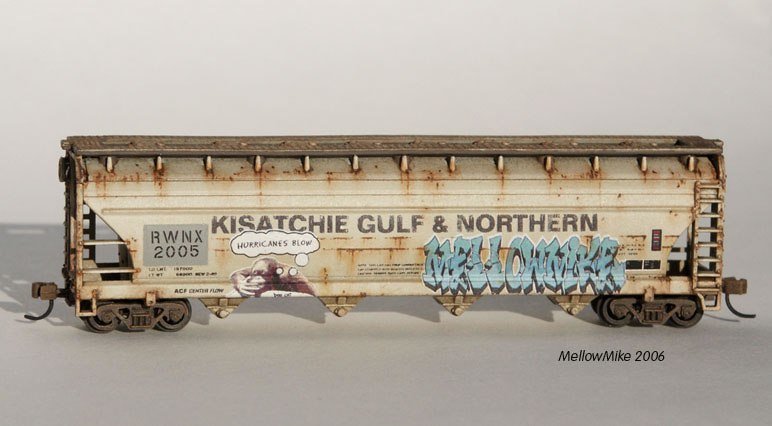 KISATCHIE GULF & NORTHERN
RWNX
2005
HURRICANES BLOW
MELLOWMIKE
ACF CENTER FLOW
MellowMike 2006